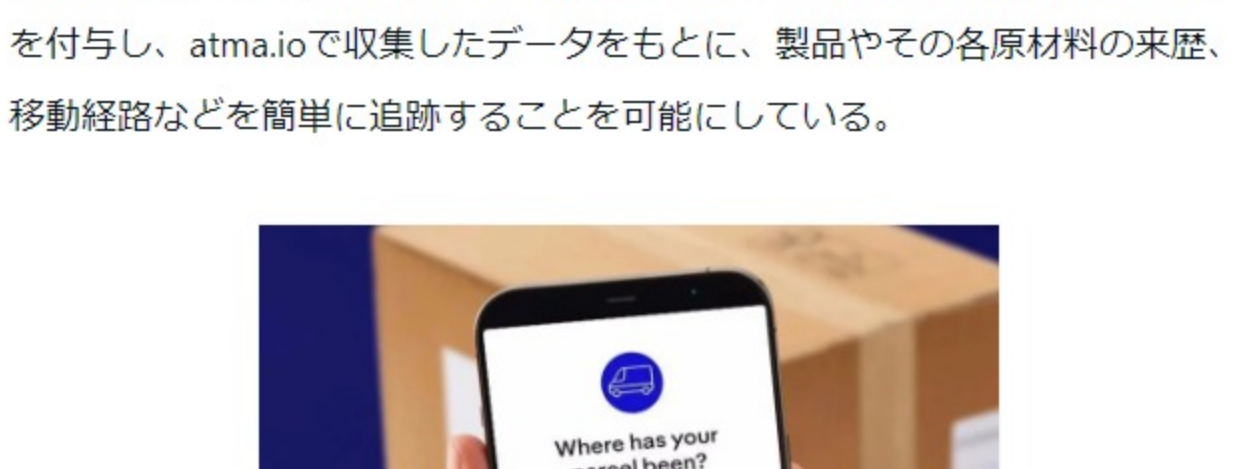 を付与し、atma.ioで収集したデータをもとに、製品やその各原材料の来歴、
移動経路などを簡単に追跡することを可能にしている。
Where has your
parcel been?